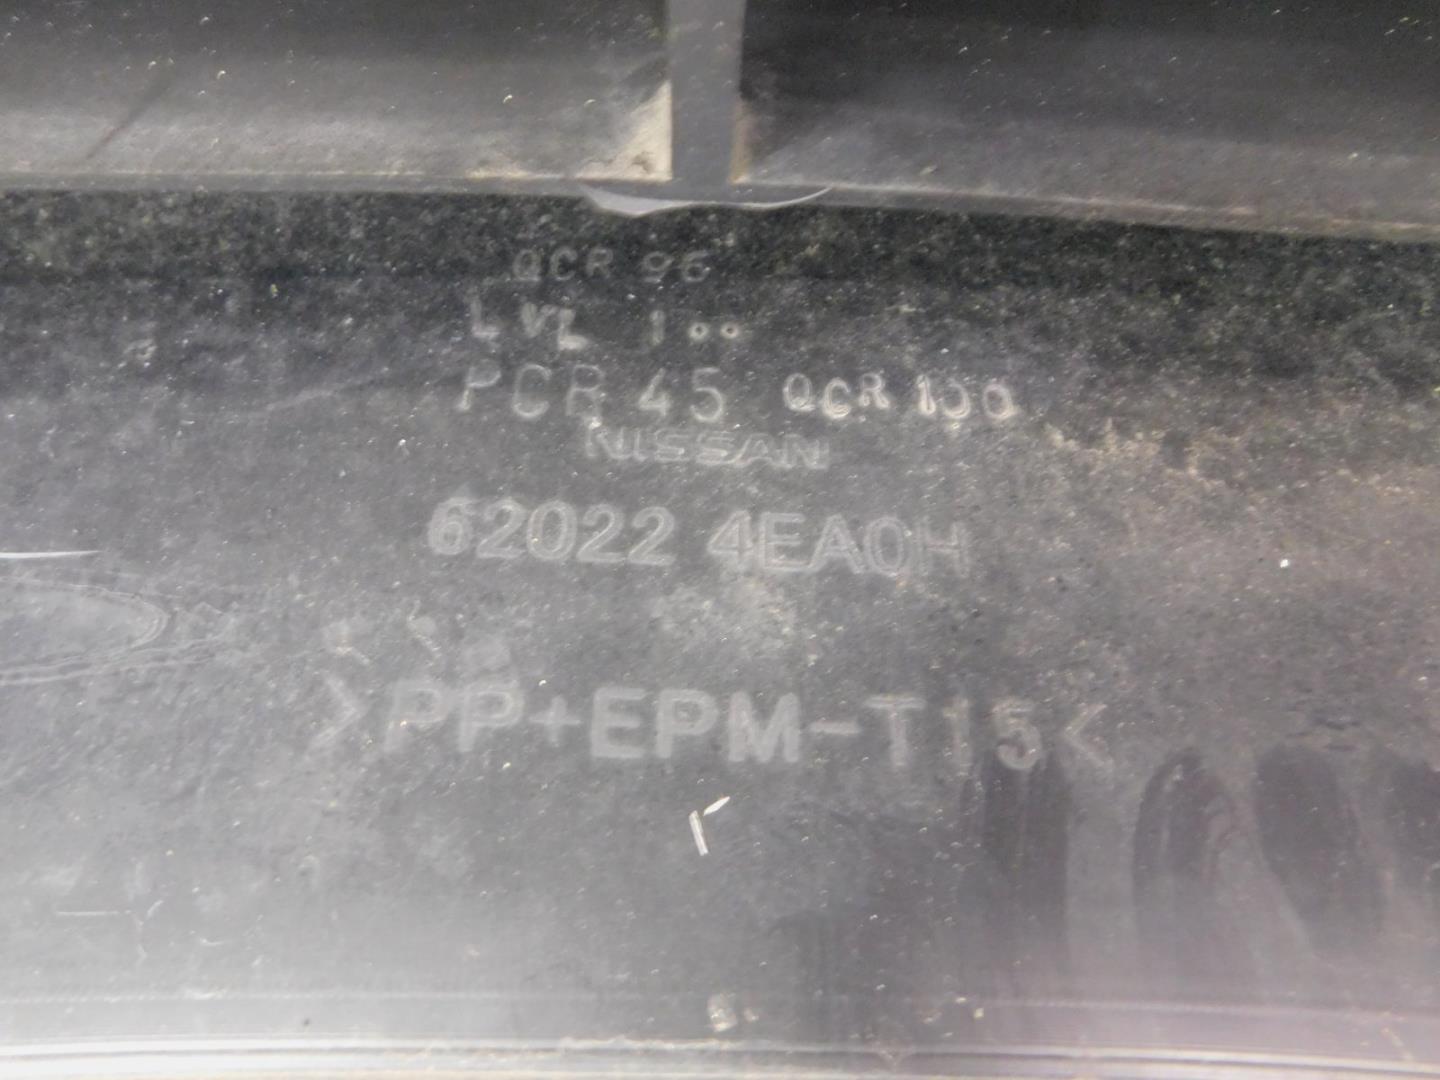 QCR 96
LVL 100
PCR 45 QCR 100
NISSAN
62022 4EA0H
>PP+EPM-T15<